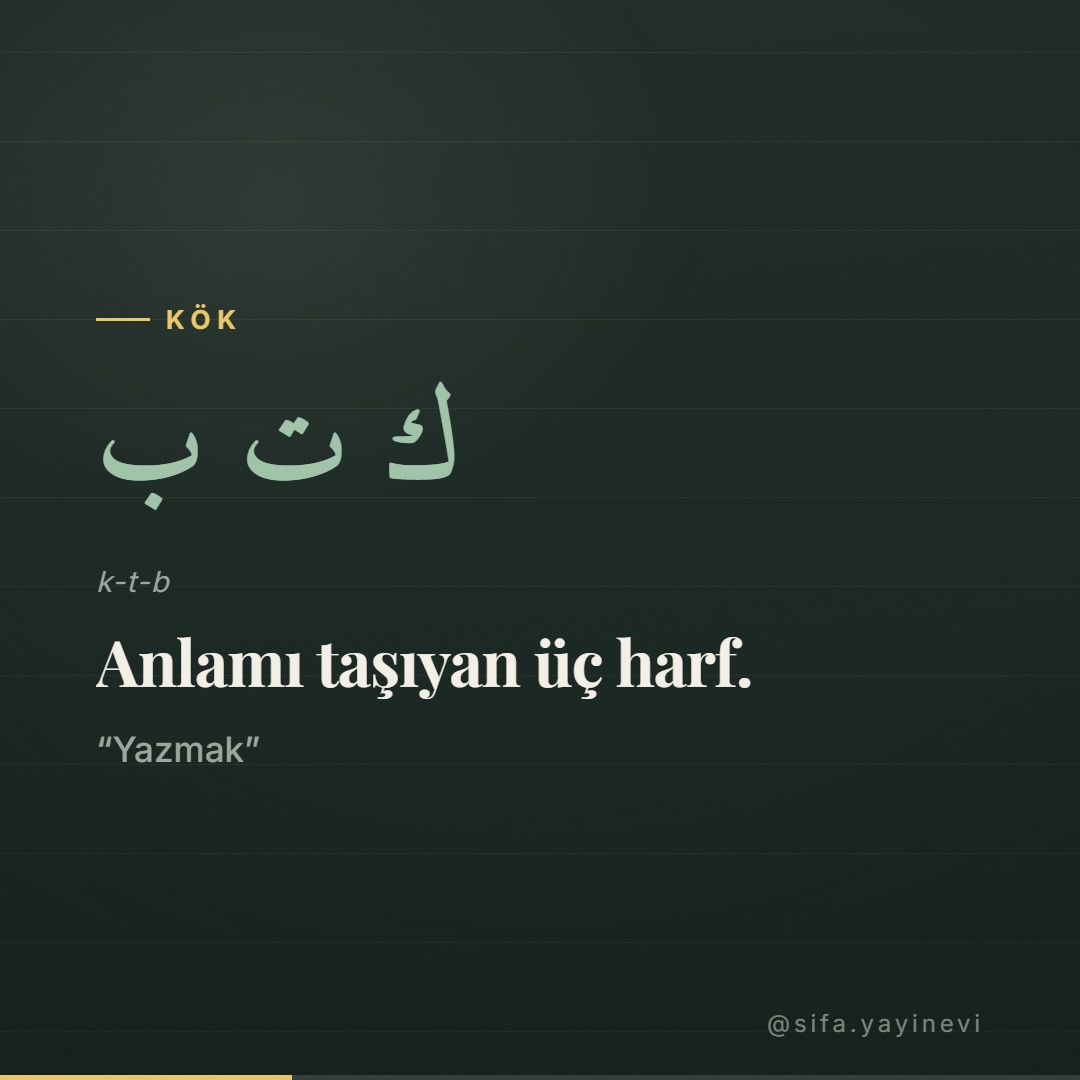 KÖK
ك ت ب
k-t-b
Anlamı taşıyan üç harf.
“Yazmak”
@sifa.yayinevi